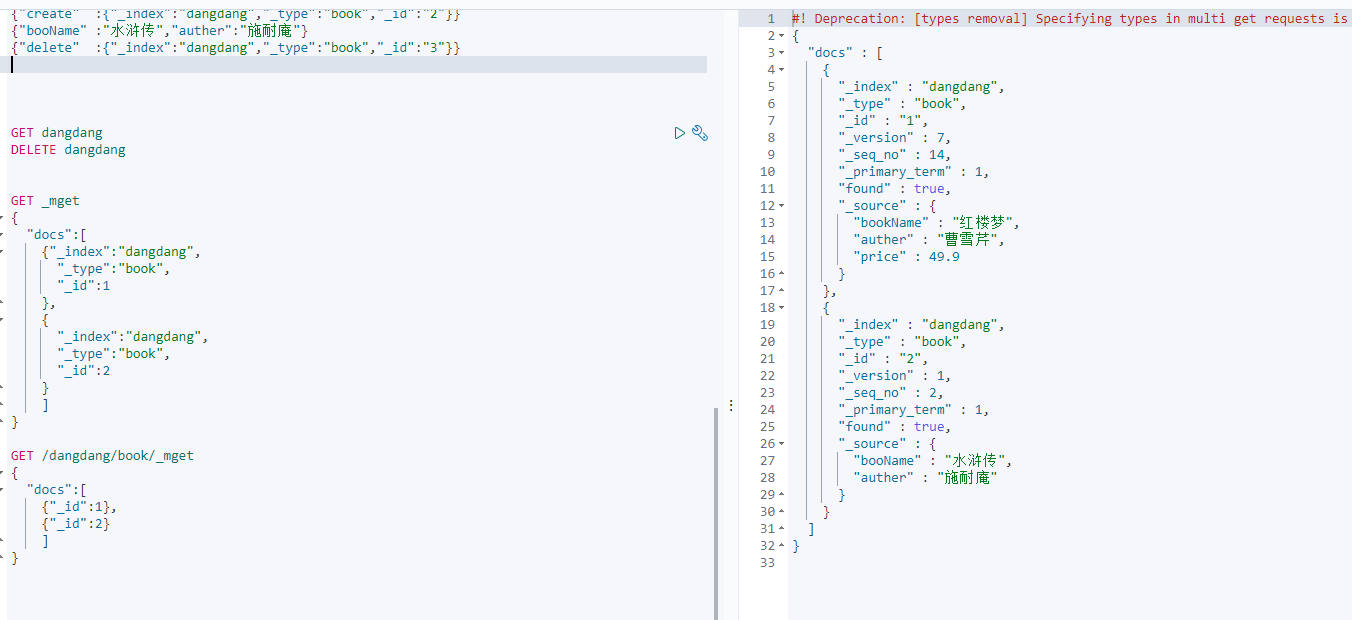 {"create"  :{"_index":"dangdang","_type":"book","_id":"2"}}
{"booName" :"水浒传","auther":"施耐庵"}
{"delete"  :{"_index":"dangdang","_type":"book","_id":"3"}}
GET dangdang
DELETE dangdang
GET _mget
{
  "docs":[
    {"_index":"dangdang",
      "_type":"book",
      "_id":1
    },
    {
      "_index":"dangdang",
      "_type":"book",
      "_id":2
    }
    ]
}
GET /dangdang/book/_mget
{
  "docs":[
    {"_id":1},
    {"_id":2}
    ]
}
1 #! Deprecation: [types removal] Specifying types in multi get requests is
2 {
3   "docs" : [
4     {
5       "_index" : "dangdang",
6       "_type" : "book",
7       "_id" : "1",
8       "_version" : 7,
9       "_seq_no" : 14,
10       "_primary_term" : 1,
11       "found" : true,
12       "_source" : {
13         "bookName" : "红楼梦",
14         "auther" : "曹雪芹",
15         "price" : 49.9
16       }
17     },
18     {
19       "_index" : "dangdang",
20       "_type" : "book",
21       "_id" : "2",
22       "_version" : 1,
23       "_seq_no" : 2,
24       "_primary_term" : 1,
25       "found" : true,
26       "_source" : {
27         "booName" : "水浒传",
28         "auther" : "施耐庵"
29       }
30     }
31   ]
32 }
33